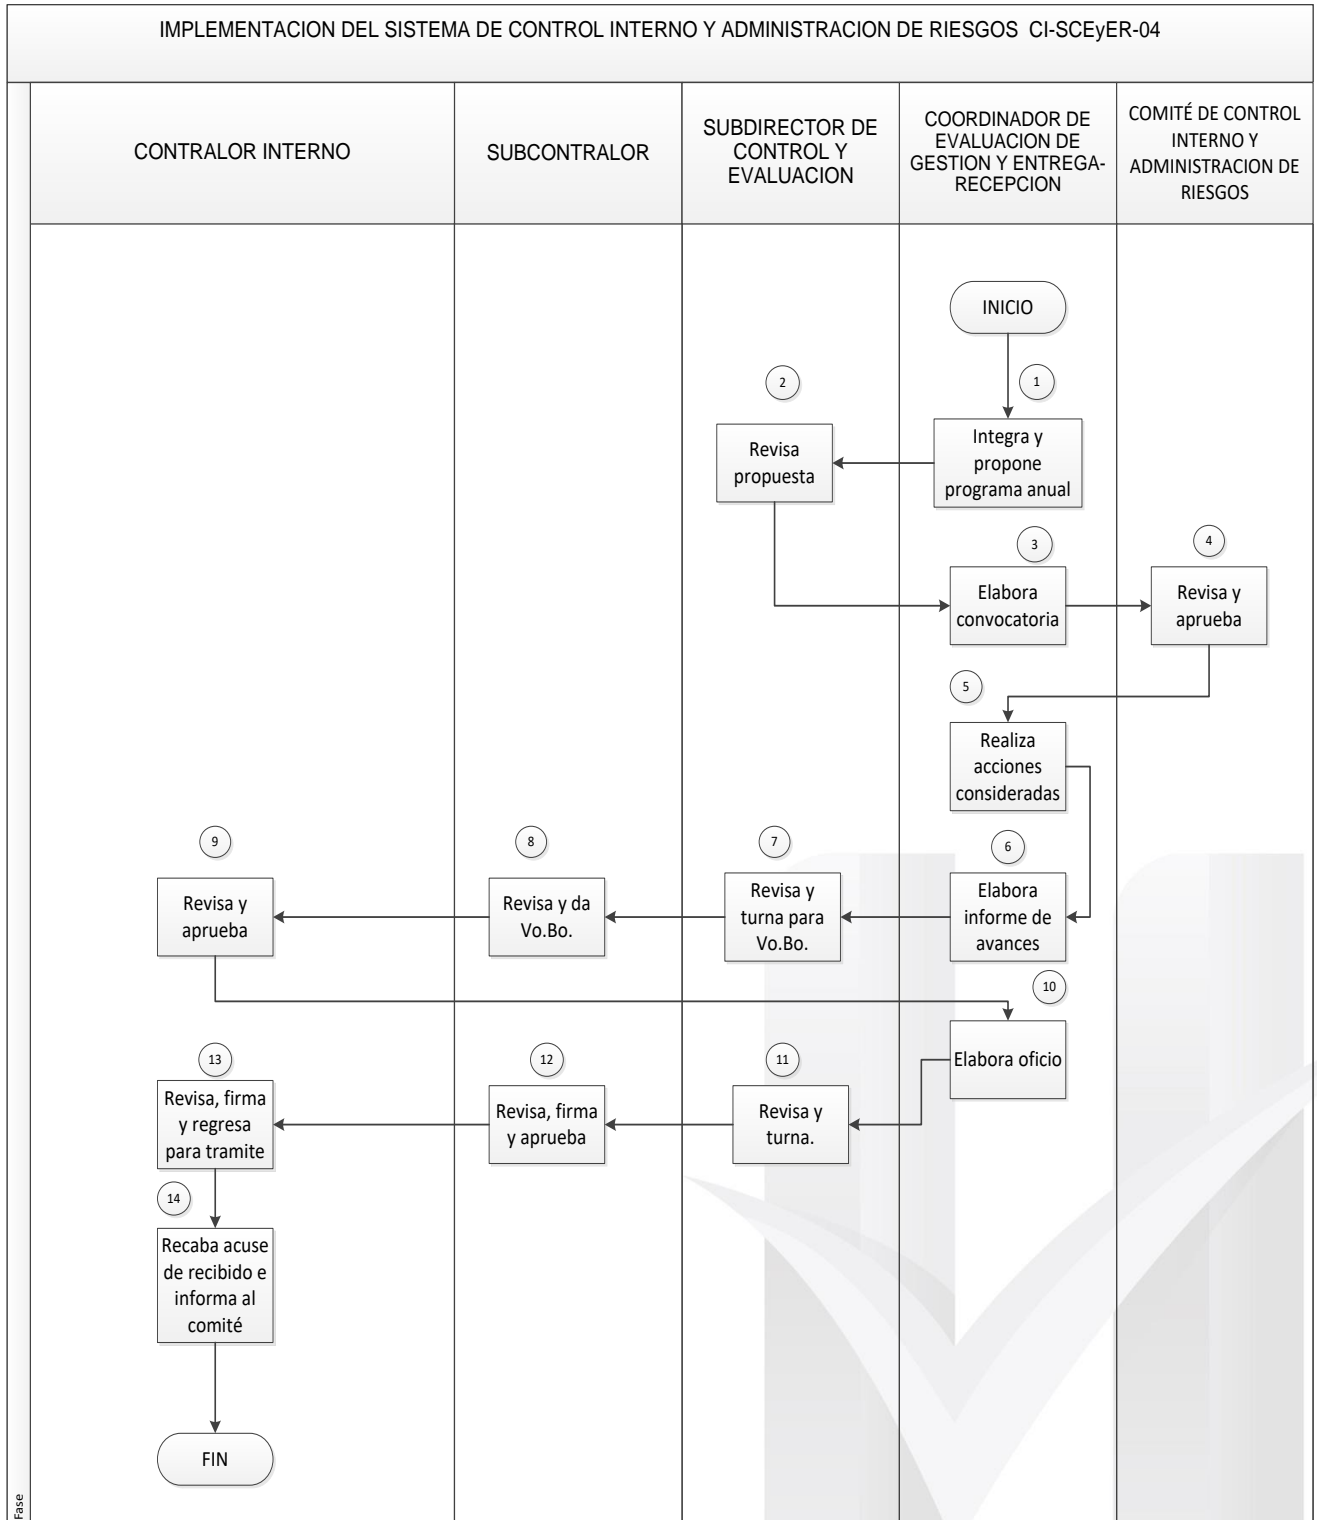 IMPLEMENTACION DEL SISTEMA DE CONTROL INTERNO Y ADMINISTRACION DE RIESGOS  CI-SCEyER-04
CONTRALOR INTERNO
SUBCONTRALOR
SUBDIRECTOR DE
CONTROL Y
EVALUACION
COORDINADOR DE
EVALUACION DE
GESTION Y ENTREGA-
RECEPCION
COMITÉ DE CONTROL
INTERNO Y
ADMINISTRACION DE
RIESGOS
INICIO
1
Integra y
propone
programa anual
2
Revisa
propuesta
3
Elabora
convocatoria
4
Revisa y
aprueba
5
Realiza
acciones
consideradas
6
Elabora
informe de
avances
7
Revisa y
turna para
Vo.Bo.
8
Revisa y da
Vo.Bo.
9
Revisa y
aprueba
10
Elabora oficio
11
Revisa y
turna.
12
Revisa, firma
y aprueba
13
Revisa, firma
y regresa
para tramite
14
Recaba acuse
de recibido e
informa al
comité
FIN
Fase